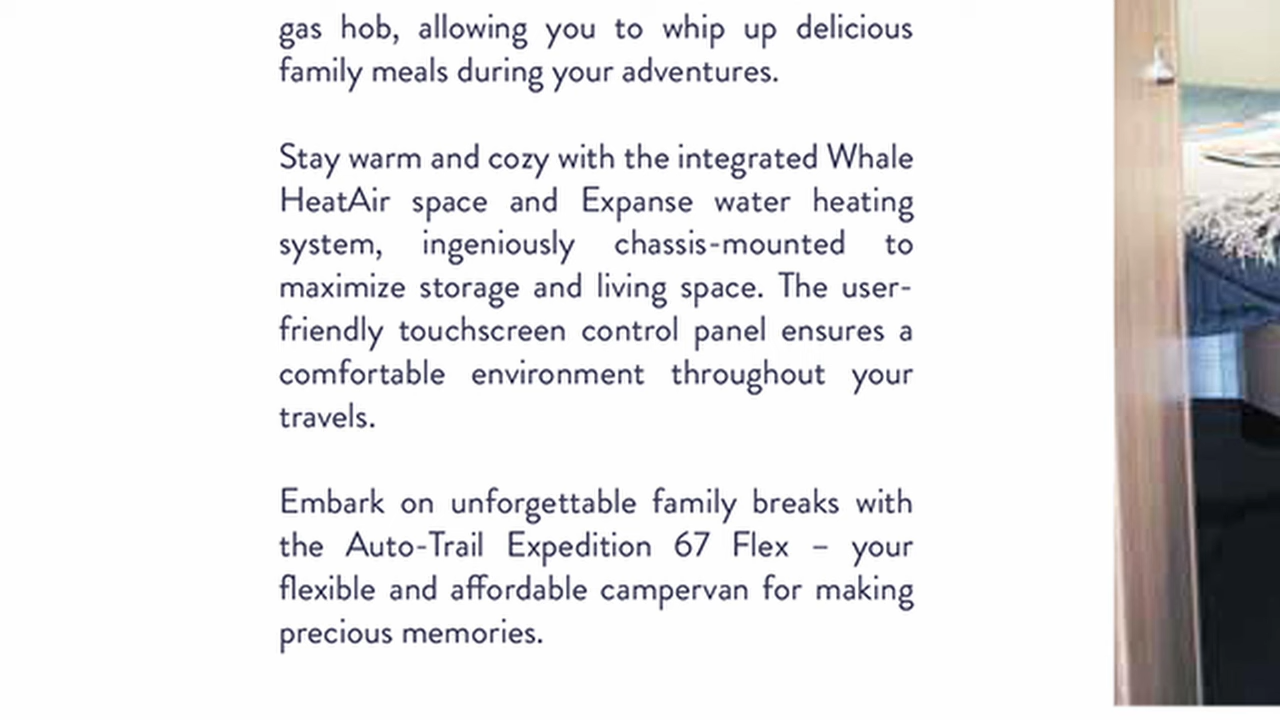 gas hob, allowing you to whip up delicious
family meals during your adventures.
Stay warm and cozy with the integrated Whale
HeatAir space and Expanse water heating
system, ingeniously chassis-mounted to
maximize storage and living space. The user-
friendly touchscreen control panel ensures a
comfortable environment throughout your
travels.
Embark on unforgettable family breaks with
the Auto-Trail Expedition 67 Flex – your
flexible and affordable campervan for making
precious memories.